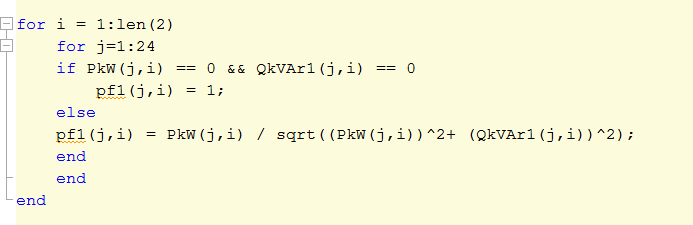 for i = 1:len(2)
for j=1:24
if PkW(j,i) == 0 && QkVAr1(j,i) == 0
pf1(j,i) = 1;
else
pf1(j,i) = PkW(j,i) / sqrt((PkW(j,i))^2+ (QkVAr1(j,i))^2);
end
end
end